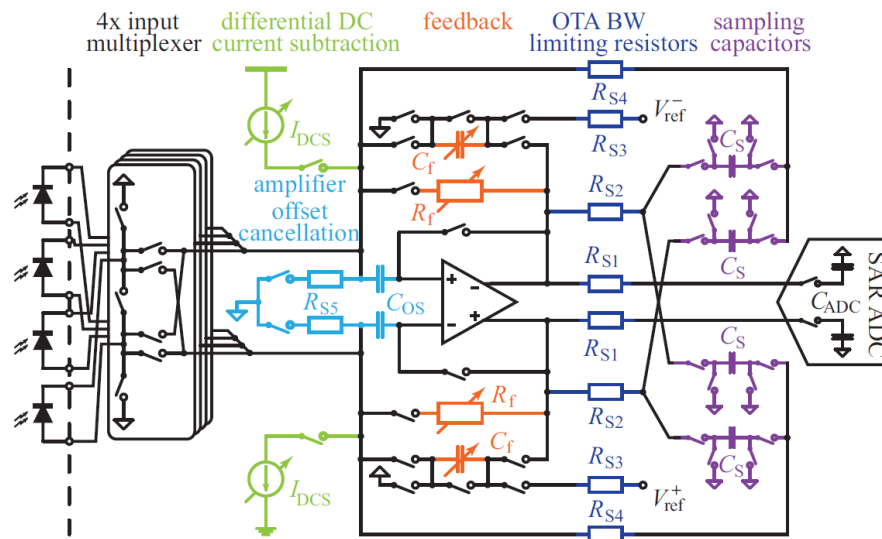 4x input
multiplexer
differential DC
current subtraction
feedback
OTA BW
limiting resistors
sampling
capacitors
I_DCS
amplifier
offset
cancellation
R_S5
C_OS
C_f
R_f
+
-
-
+
R_f
C_f
I_DCS
R_S4
V_ref^-
R_S3
R_S2
R_S1
R_S1
R_S2
R_S3
V_ref^+
R_S4
C_S
C_S
C_S
C_S
C_ADC
SAR ADC